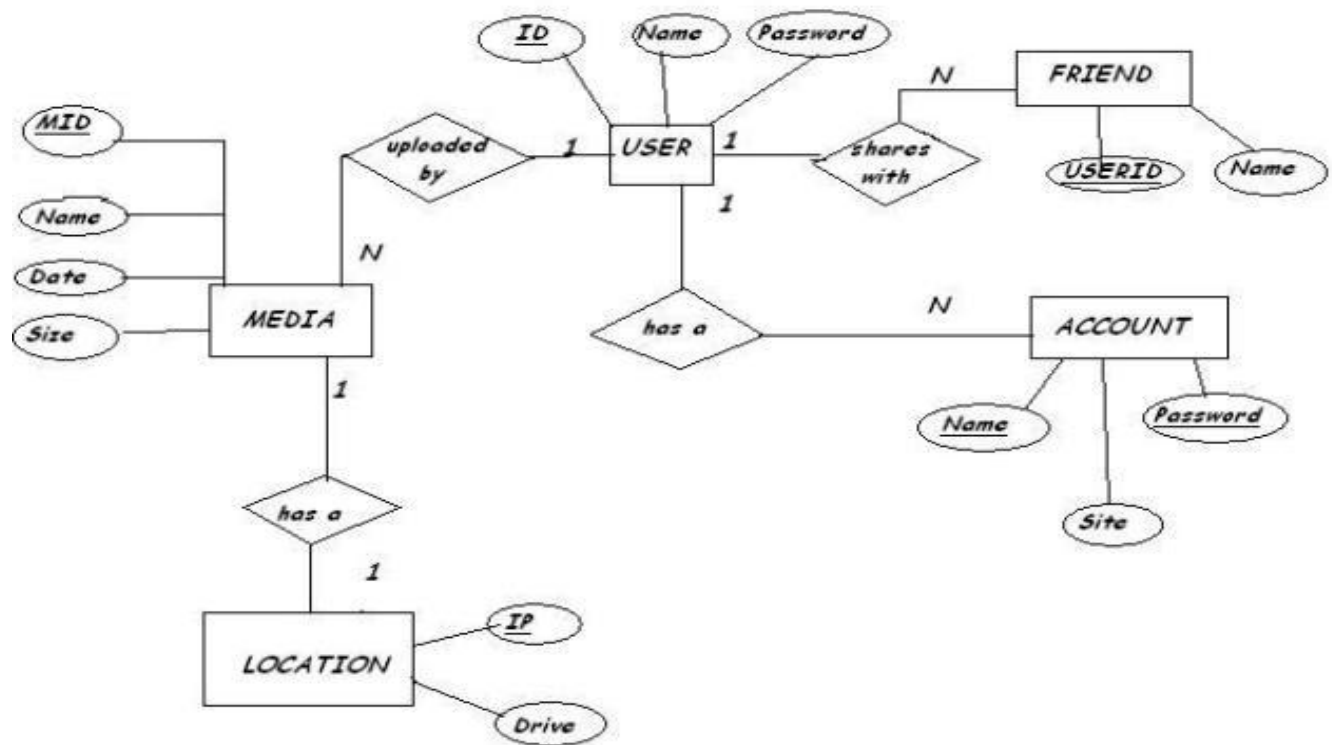 ID
Name
Password
N
FRIEND
MID
uploaded
by
1
USER
1
shares
with
USERID
Name
Name
1
N
Date
Size
MEDIA
has a
N
ACCOUNT
1
Name
Password
has a
Site
1
IP
LOCATION
Drive